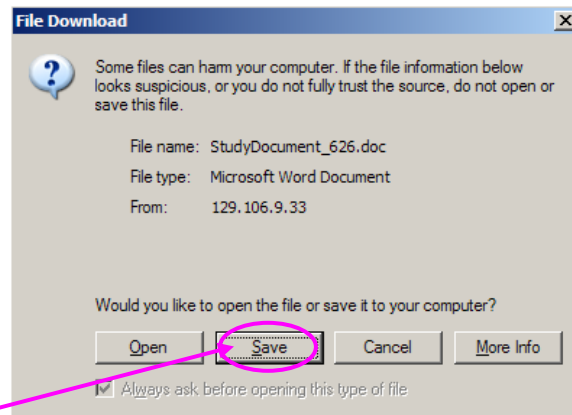 File Download
Some files can harm your computer. If the file information below
looks suspicious, or you do not fully trust the source, do not open or
save this file.
File name: StudyDocument_626.doc
File type: Microsoft Word Document
From: 129.106.9.33
Would you like to open the file or save it to your computer?
Open Save Cancel More Info
Always ask before opening this type of file